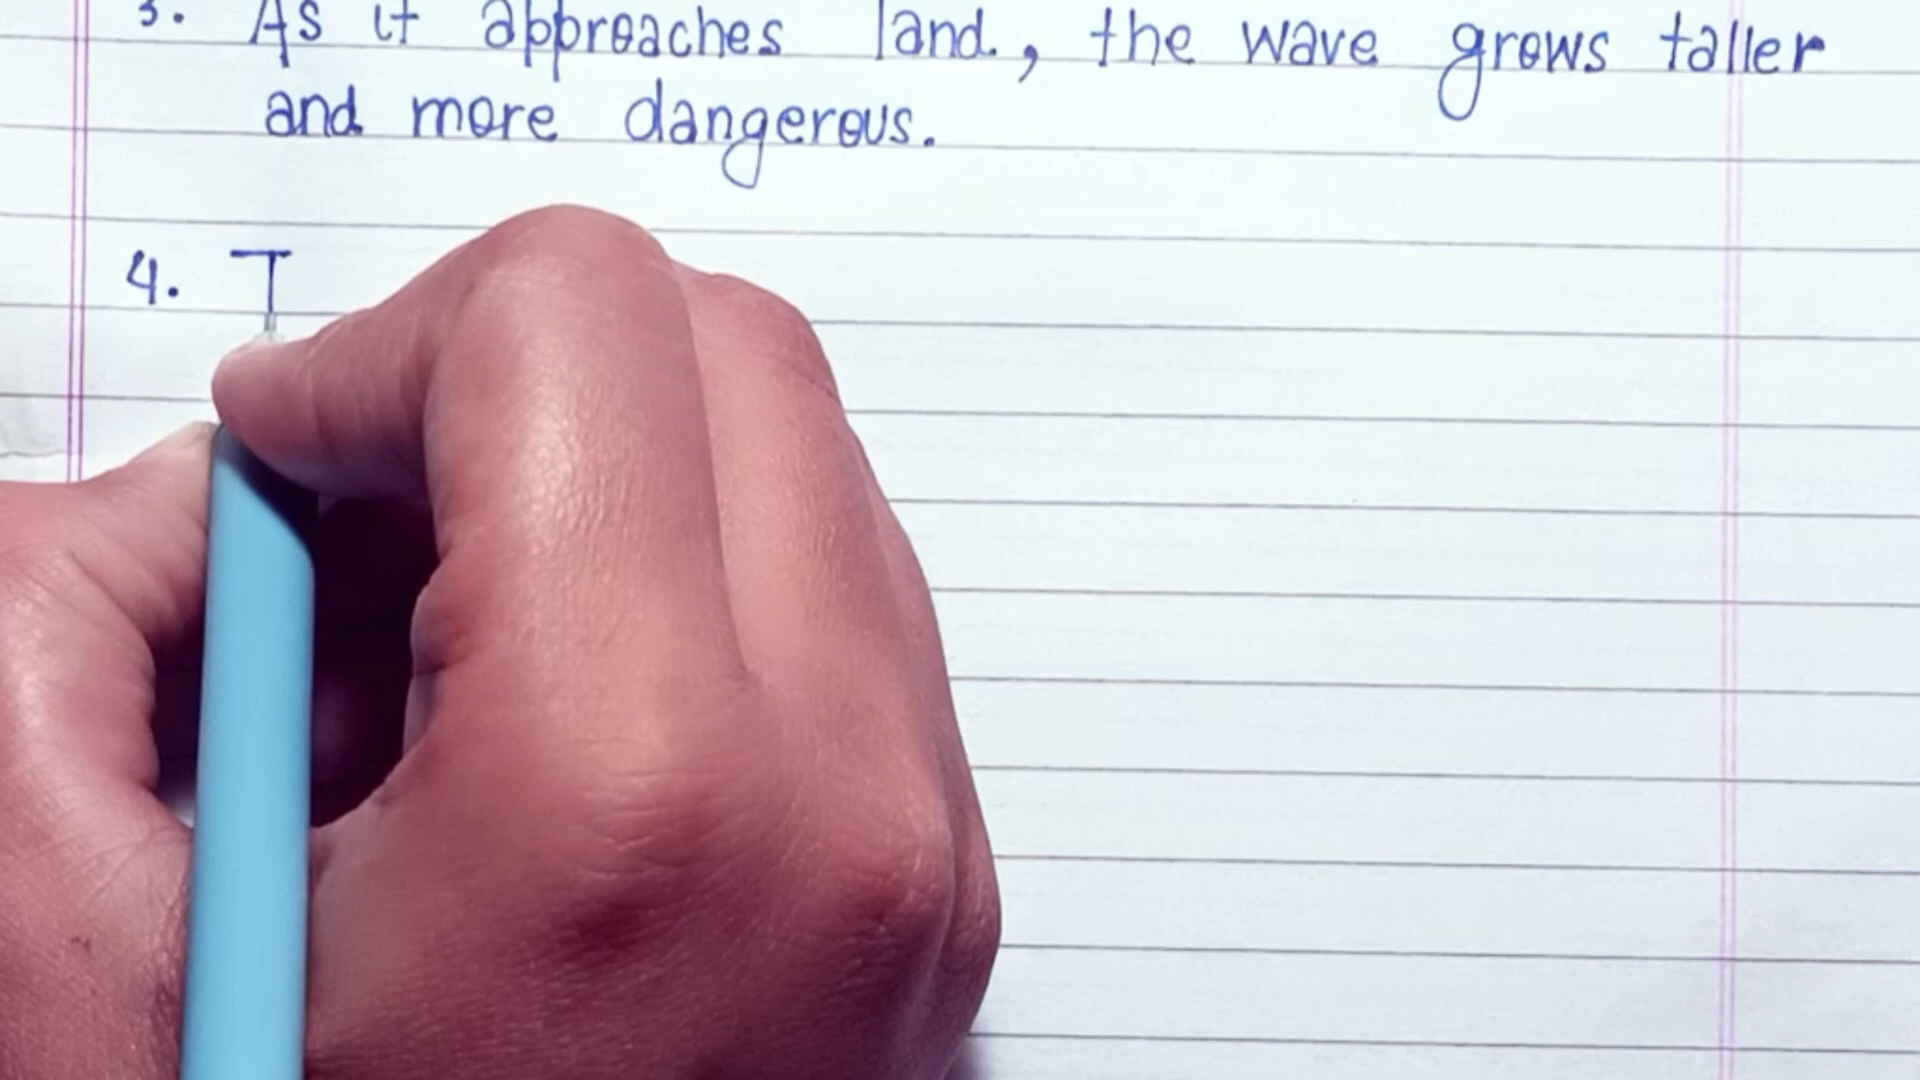 3. As it approaches land., the wave grows taller
and more dangerous.
4. T